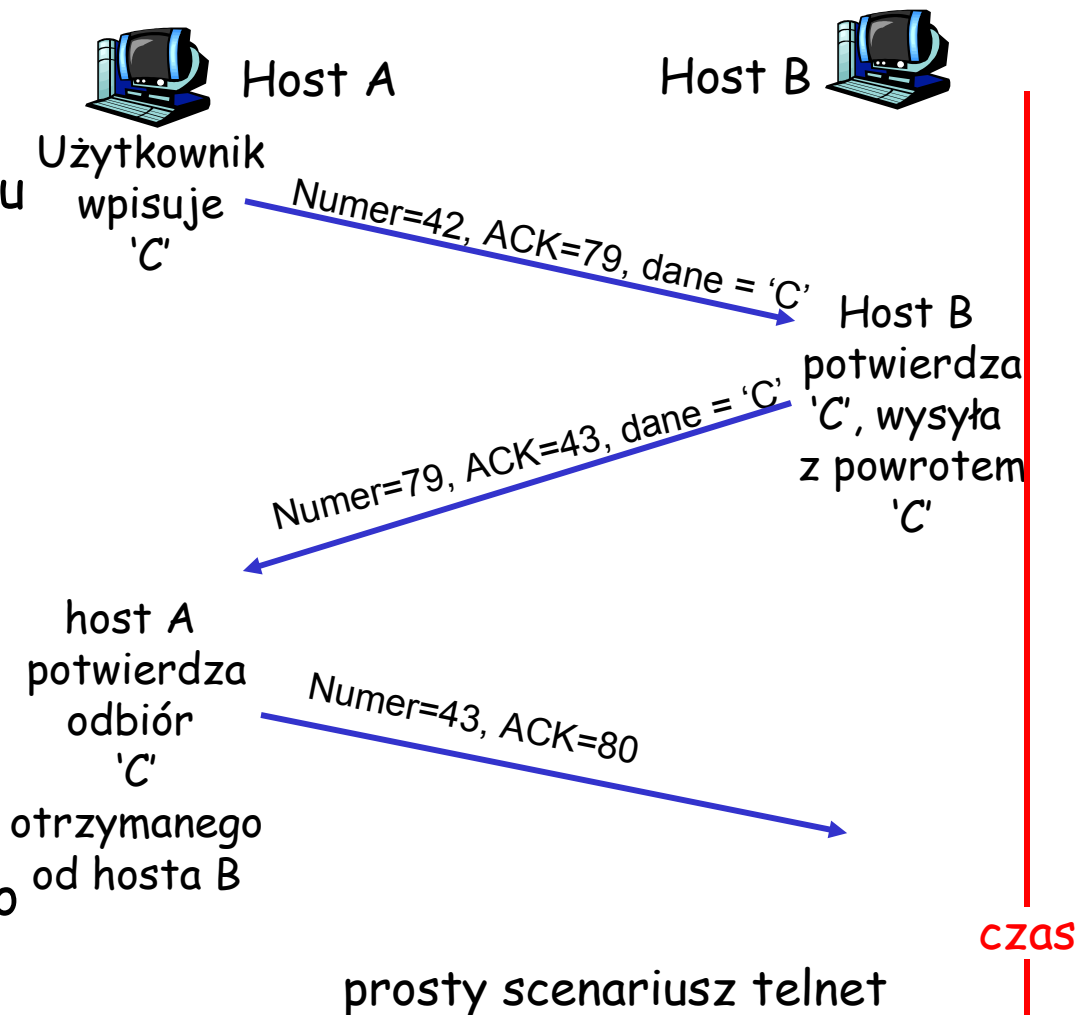 Host A
Host B
Użytkownik
u
wpisuje
'C'
Numer=42, ACK=79, dane = ‘C’
Host B
potwierdza
'C', wysyła
z powrotem
'C'
Numer=79, ACK=43, dane = ‘C’
host A
potwierdza
odbiór
'C'
otrzymanego
od hosta B
Numer=43, ACK=80
o
czas
prosty scenariusz telnet